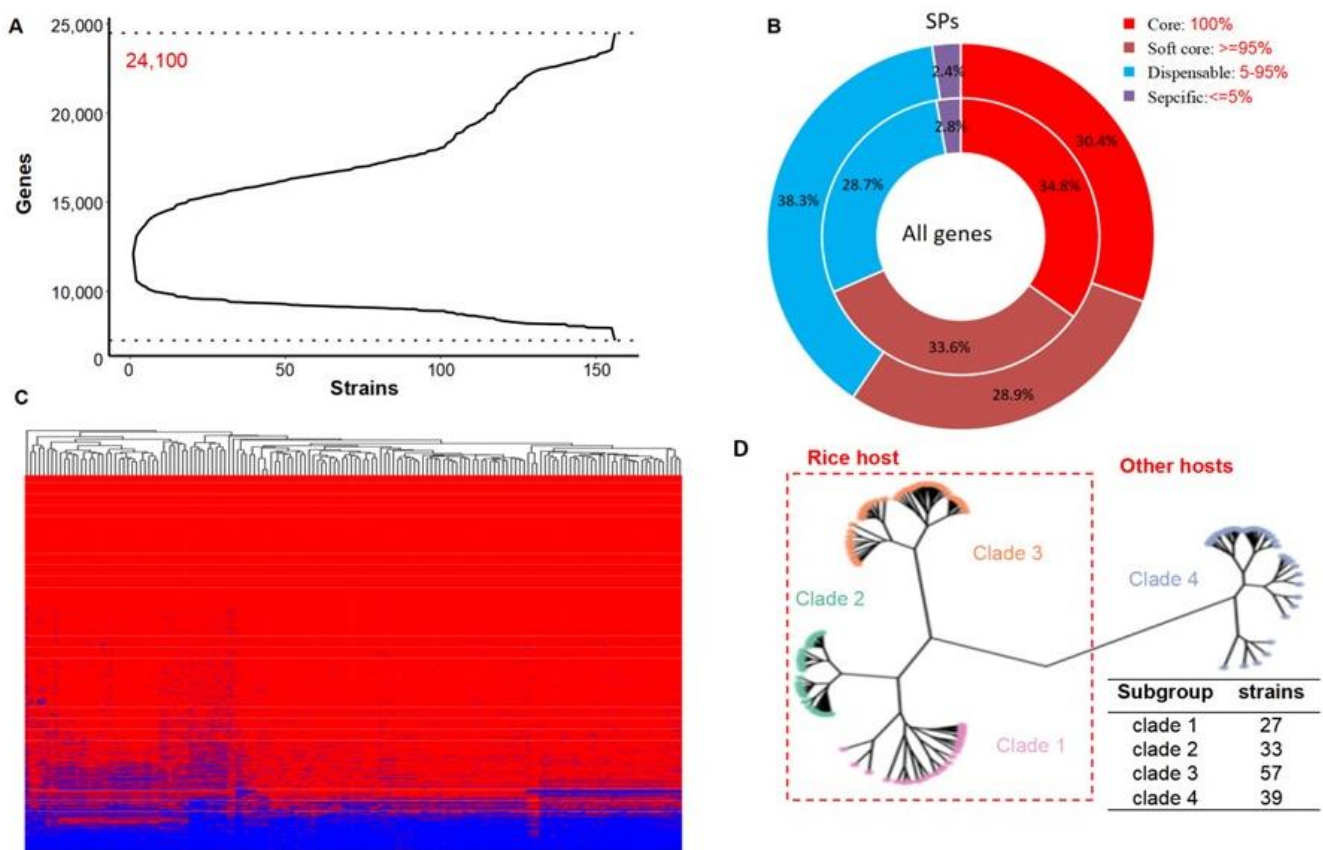 A
25,000
24,100
20,000
15,000
10,000
0
Genes
0 50 100 150
Strains
B
SPs
2.4%
2.8%
30.4%
34.8%
38.3%
28.7%
All genes
33.6%
28.9%
Core: 100%
Soft core: >=95%
Dispensable: 5-95%
Sepcific:<=5%
C
D
Rice host
Other hosts
Clade 3
Clade 4
Clade 2
Clade 1
Subgroup strains
clade 1 27
clade 2 33
clade 3 57
clade 4 39